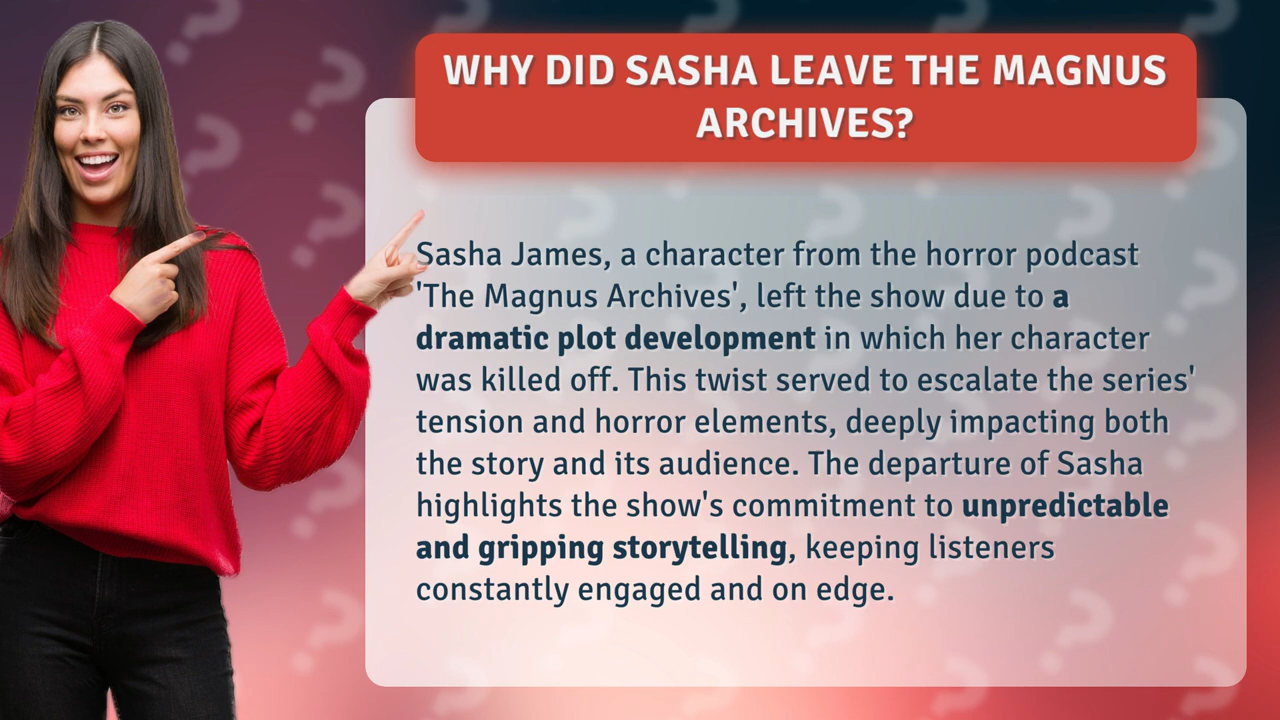 WHY DID SASHA LEAVE THE MAGNUS
ARCHIVES?
Sasha James, a character from the horror podcast
'The Magnus Archives', left the show due to a
dramatic plot development in which her character
was killed off. This twist served to escalate the series'
tension and horror elements, deeply impacting both
the story and its audience. The departure of Sasha
highlights the show's commitment to unpredictable
and gripping storytelling, keeping listeners
constantly engaged and on edge.